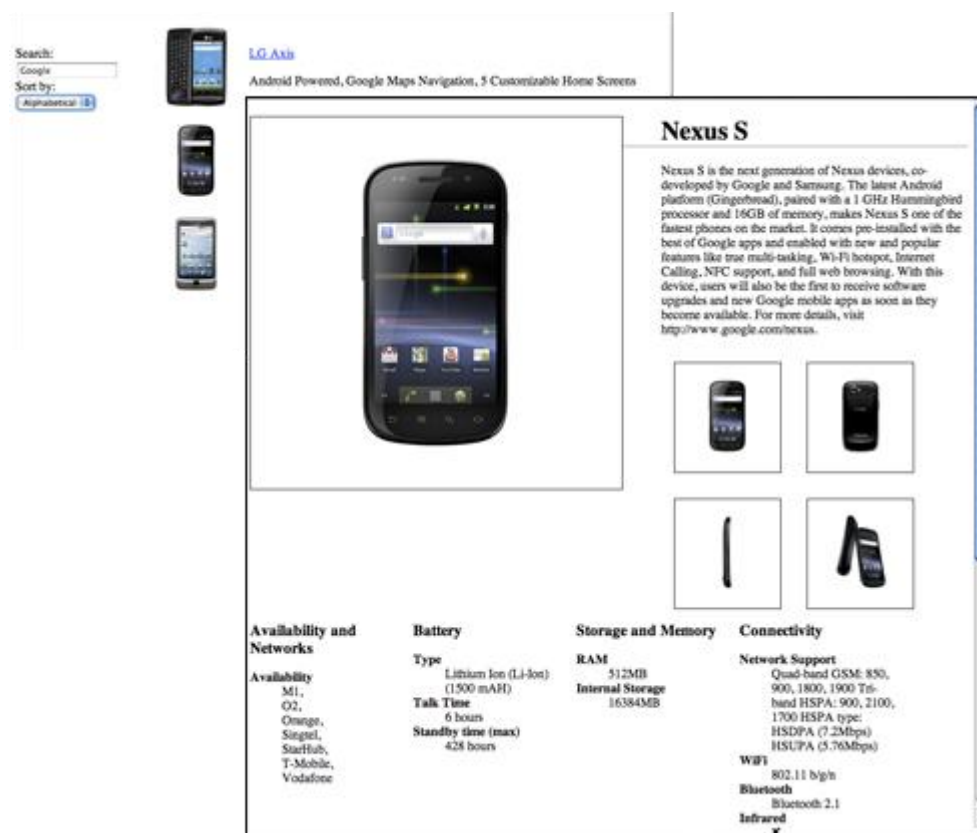 Search:
Google
Sort by:
Alphabetical
LG Axis
Android Powered, Google Maps Navigation, 5 Customizable Home Screens
Nexus S
Nexus S is the next generation of Nexus devices, co-
developed by Google and Samsung. The latest Android
platform (Gingerbread), paired with a 1 GHz Hummingbird
processor and 16GB of memory, makes Nexus S one of the
fastest phones on the market. It comes pre-installed with the
best of Google apps and enabled with new and popular
features like true multi-tasking, Wi-Fi hotspot, Internet
Calling, NFC support, and full web browsing. With this
device, users will also be the first to receive software
upgrades and new Google mobile apps as soon as they
become available. For more details, visit
http://www.google.com/nexus.
Availability and
Networks
Availability
M1,
O2,
Orange,
Singtel,
StarHub,
T-Mobile,
Vodafone
Battery
Type
Lithium Ion (Li-Ion)
(1500 mAH)
Talk Time
6 hours
Standby time (max)
428 hours
Storage and Memory
RAM
512MB
Internal Storage
16384MB
Connectivity
Network Support
Quad-band GSM: 850,
900, 1800, 1900 Tri-
band HSPA: 900, 2100,
1700 HSPA type:
HSDPA (7.2Mbps)
HSUPA (5.76Mbps)
WiFi
802.11 b/g/n
Bluetooth
Bluetooth 2.1
Infrared